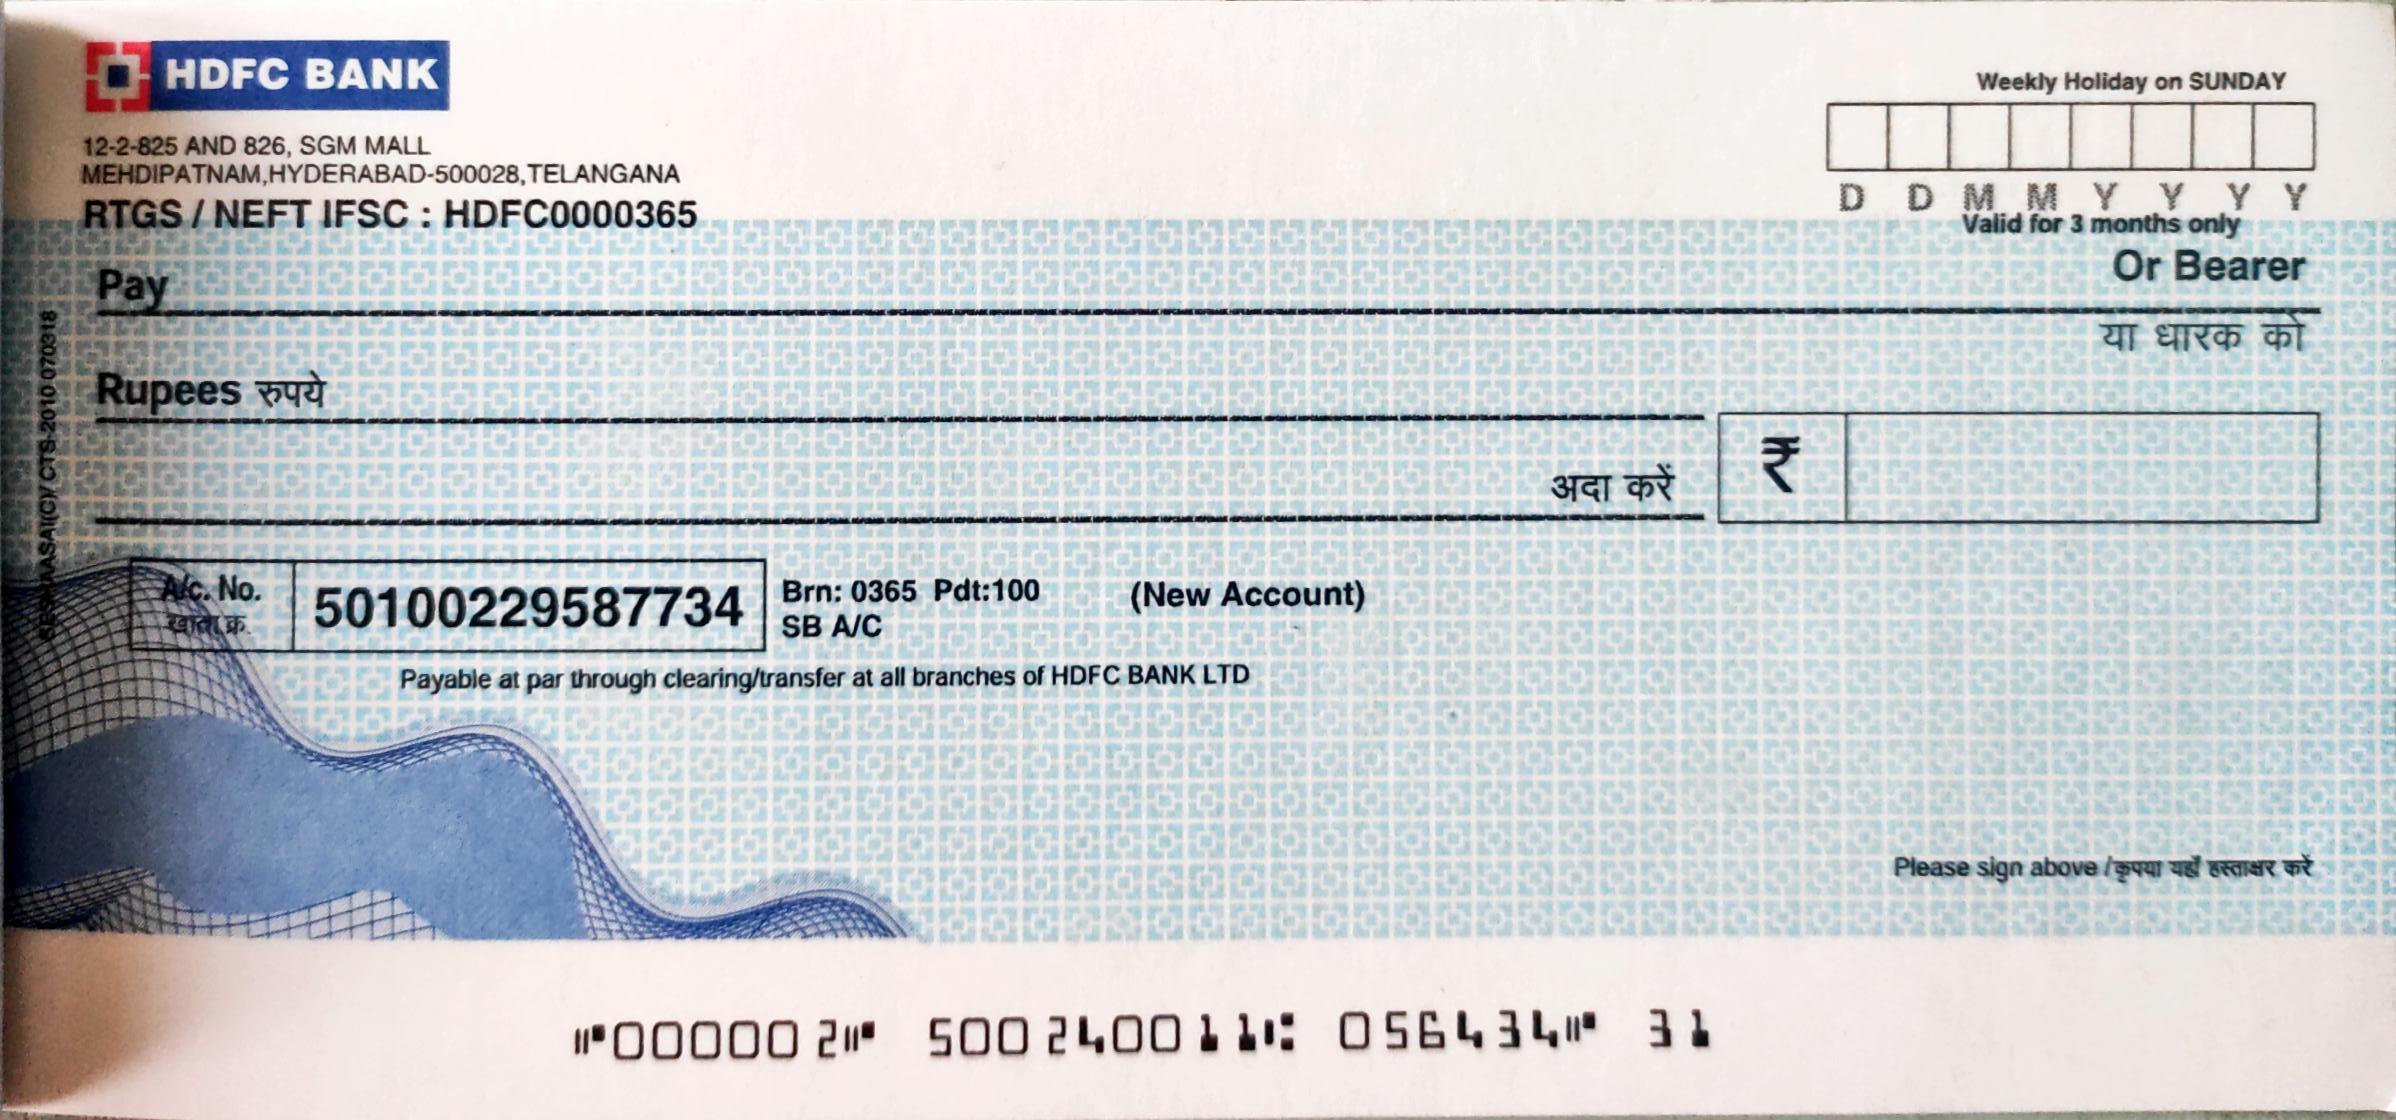 HDFC BANK
Weekly Holiday on SUNDAY
12-2-825 AND 826, SGM MALL
MEHDIPATNAM,HYDERABAD-500028,TELANGANA
RTGS / NEFT IFSC : HDFC0000365
D D M M Y Y Y Y
Valid for 3 months only
Pay
Or Bearer
या धारक को
Rupees रुपये
अदा करें
₹
A/c. No.
खाता क्र.
50100229587734
Brn: 0365 Pdt:100 (New Account)
SB A/C
Payable at par through clearing/transfer at all branches of HDFC BANK LTD
Please sign above /कृपया यहाँ हस्ताक्षर करें
⑈000002⑈ 500240011⑆ 056434⑈ 31
CTS-2010 070318